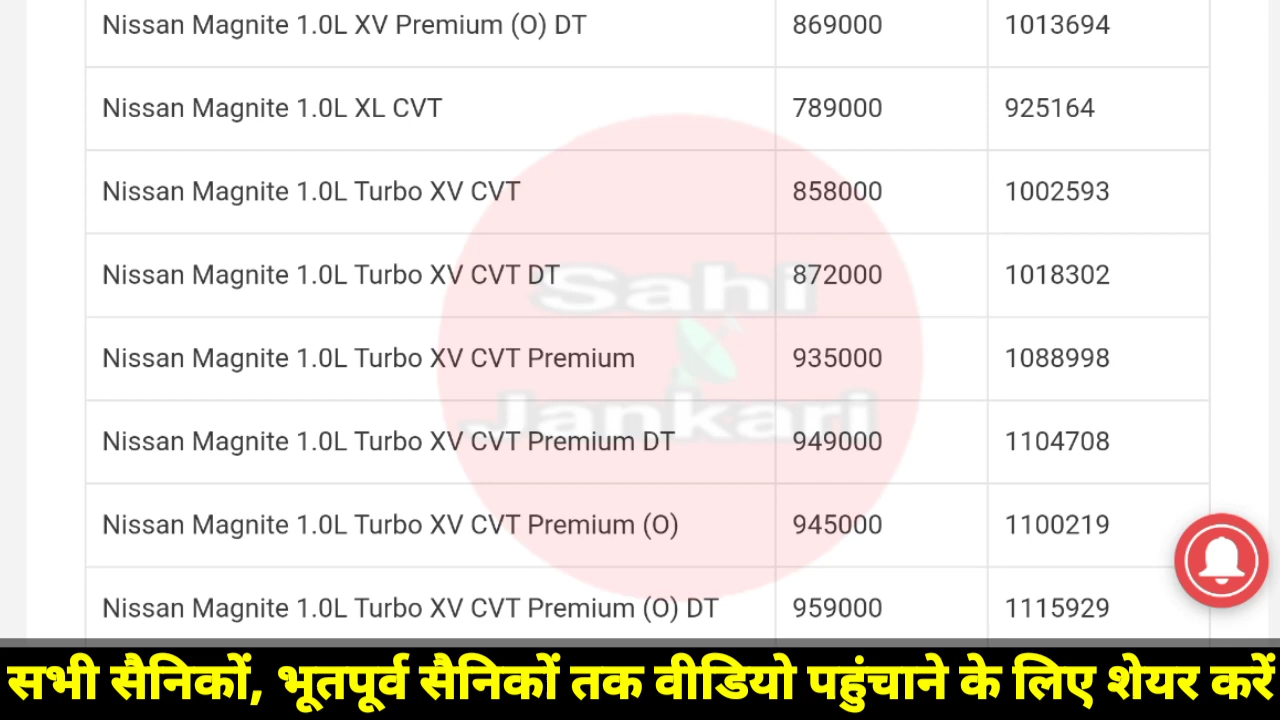 Nissan Magnite 1.0L XV Premium (O) DT 869000 1013694
Nissan Magnite 1.0L XL CVT 789000 925164
Nissan Magnite 1.0L Turbo XV CVT 858000 1002593
Nissan Magnite 1.0L Turbo XV CVT DT 872000 1018302
Sahi
Nissan Magnite 1.0L Turbo XV CVT Premium 935000 1088998
Jankari
Nissan Magnite 1.0L Turbo XV CVT Premium DT 949000 1104708
Nissan Magnite 1.0L Turbo XV CVT Premium (O) 945000 1100219
Nissan Magnite 1.0L Turbo XV CVT Premium (O) DT 959000 1115929
सभी सैनिकों, भूतपूर्व सैनिकों तक वीडियो पहुंचाने के लिए शेयर करें